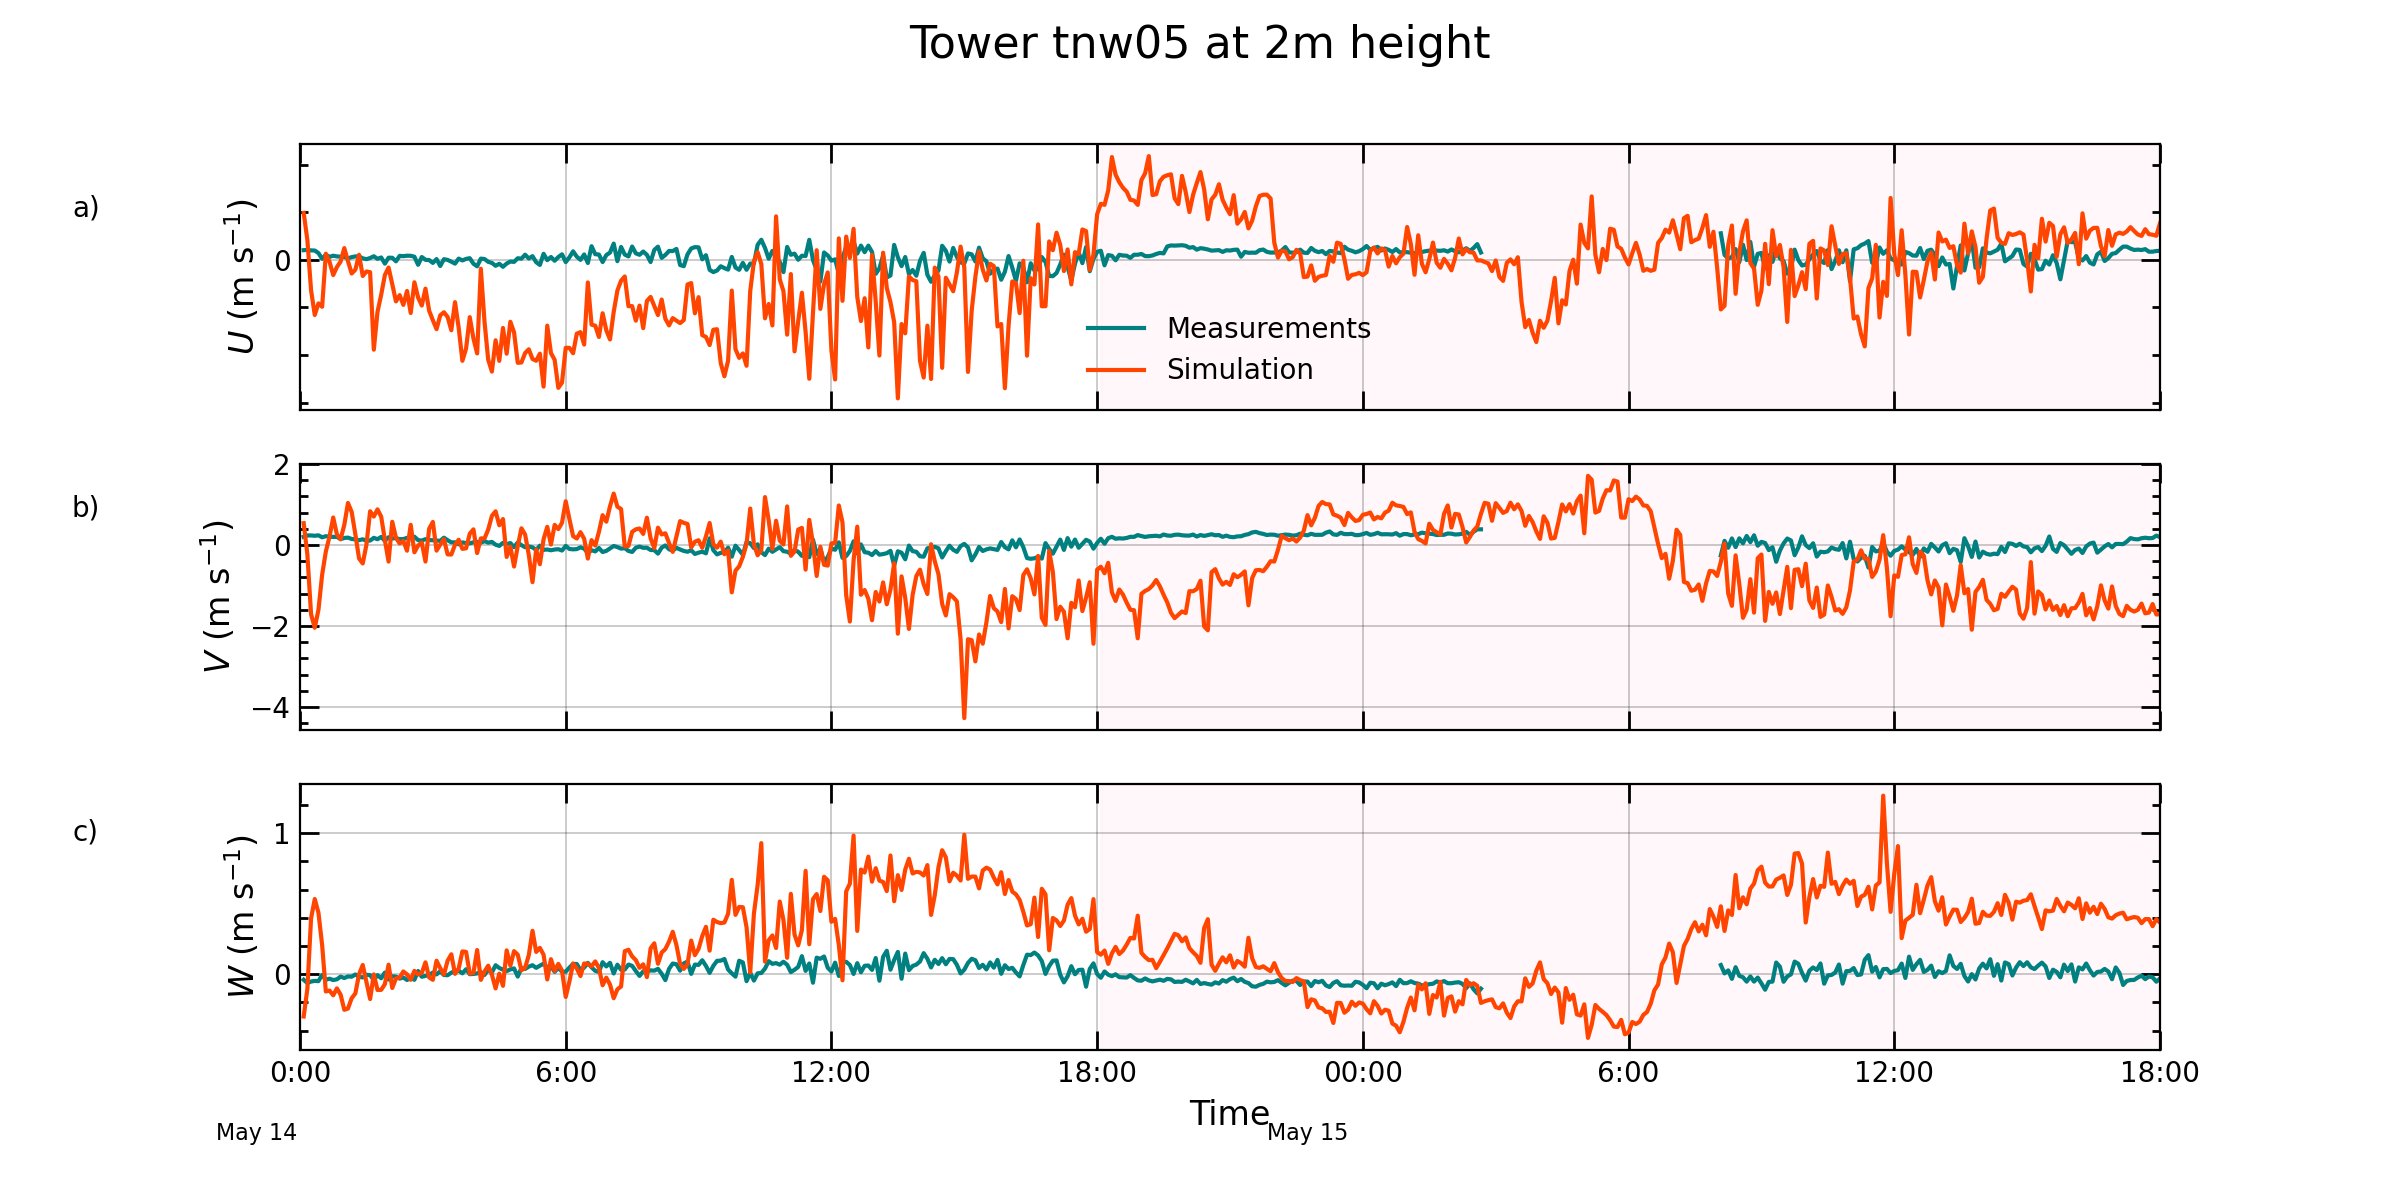 Tower tnw05 at 2m height
a)
U (m s⁻¹)
0
Measurements
Simulation
b)
V (m s⁻¹)
2
0
−2
−4
c)
W (m s⁻¹)
1
0
0:00 6:00 12:00 18:00 00:00 6:00 12:00 18:00
Time
May 14 May 15